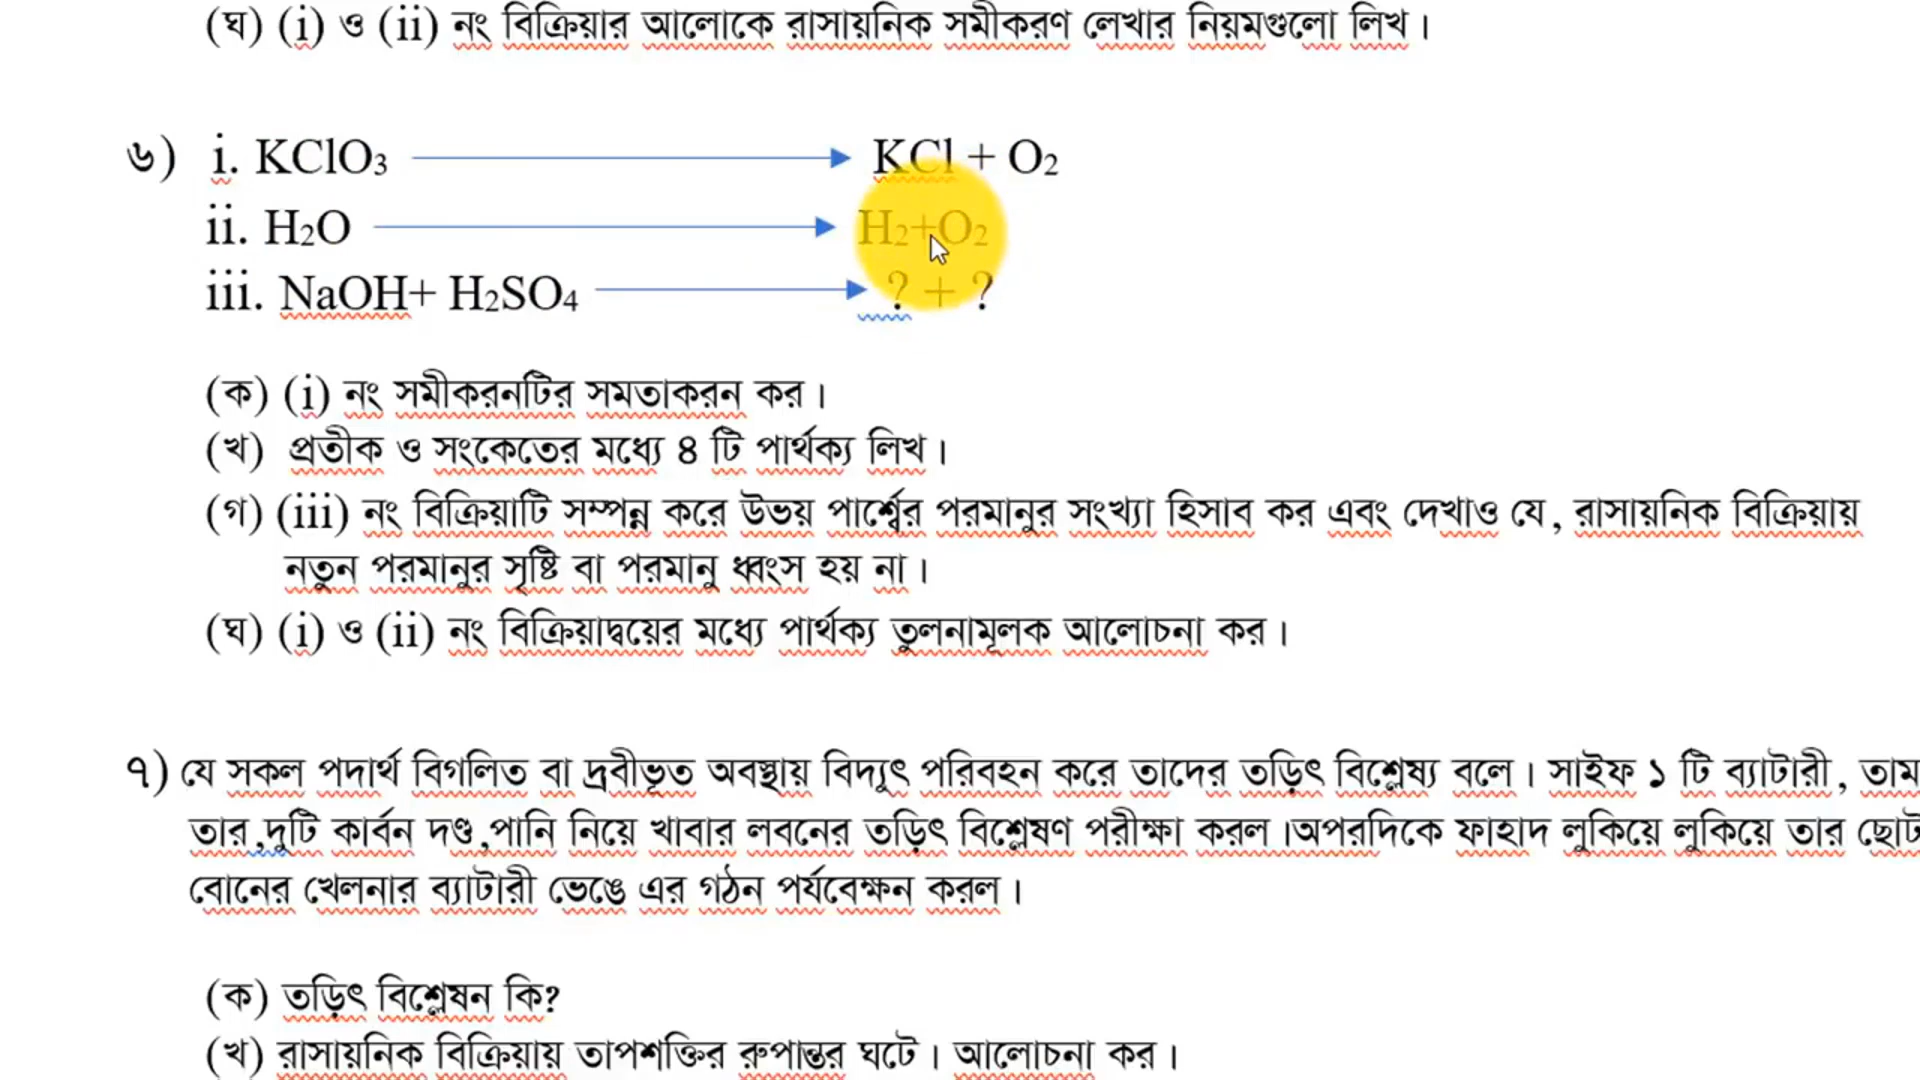 (ঘ) (i) ও (ii) নং বিক্রিয়ার আলোকে রাসায়নিক সমীকরণ লেখার নিয়মগুলো লিখ।
৬) i. KClO3 → KCl + O2
ii. H2O → H2+O2
iii. NaOH+ H2SO4 → ? + ?
(ক) (i) নং সমীকরনটির সমতাকরন কর।
(খ) প্রতীক ও সংকেতের মধ্যে ৪ টি পার্থক্য লিখ।
(গ) (iii) নং বিক্রিয়াটি সম্পন্ন করে উভয় পার্শ্বের পরমানুর সংখ্যা হিসাব কর এবং দেখাও যে, রাসায়নিক বিক্রিয়ায়
নতুন পরমানুর সৃষ্টি বা পরমানু ধ্বংস হয় না।
(ঘ) (i) ও (ii) নং বিক্রিয়াদ্বয়ের মধ্যে পার্থক্য তুলনামূলক আলোচনা কর।
৭) যে সকল পদার্থ বিগলিত বা দ্রবীভূত অবস্থায় বিদ্যুৎ পরিবহন করে তাদের তড়িৎ বিশ্লেষ্য বলে। সাইফ ১ টি ব্যাটারী, তাম
তার,দুটি কার্বন দণ্ড,পানি নিয়ে খাবার লবনের তড়িৎ বিশ্লেষণ পরীক্ষা করল।অপরদিকে ফাহাদ লুকিয়ে লুকিয়ে তার ছোট
বোনের খেলনার ব্যাটারী ভেঙে এর গঠন পর্যবেক্ষন করল।
(ক) তড়িৎ বিশ্লেষন কি?
(খ) রাসায়নিক বিক্রিয়ায় তাপশক্তির রুপান্তর ঘটে। আলোচনা কর।